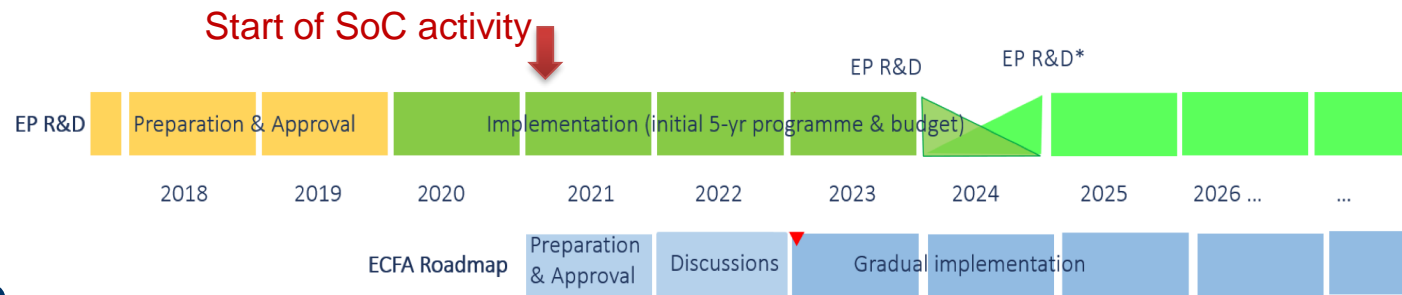 Start of SoC activity
EP R&D
EP R&D*
EP R&D
Preparation & Approval
Implementation (initial 5-yr programme & budget)
2018
2019
2020
2021
2022
2023
2024
2025
2026 ...
...
ECFA Roadmap
Preparation
& Approval
Discussions
Gradual implementation